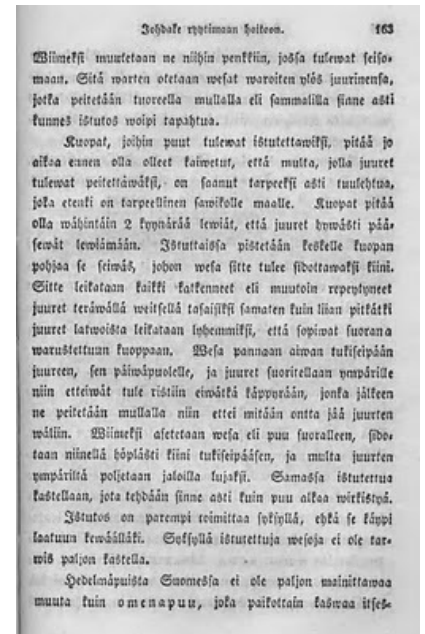 Johdake ryytimaan hoitoon. 163
Wiimeksi muutetaan ne niihin penkkiin, jossa tulewat seiso-
maan. Sitä warten otetaan wesat waroiten ylös juurinensa,
jotka peitetään tuoreella mullalla eli sammalilla sinne asti
kunnes istutos woipi tapahtua.
Kuopat, joihin puut tulewat istutettawiksi, pitää jo
aikaa ennen olla olleet kaiwetut, että multa, jolla juuret
tulewat peitettäwäksi, on saanut tarpeeksi asti tuulehtua,
joka etenki on tarpeellinen sawikolle maalle. Kuopat pitää
olla wähintäin 2 kyynärää lewiät, että juuret hywästi pää-
sewät lewiämään. Istuttaissa pistetään keskelle kuopan
pohjaa se seiwäs, johon wesa sitte tulee sidottawaksi kiini.
Sitte leikataan kaikki katkenneet eli muutoin repeytyneet
juuret teräwällä weitsellä tasaisiksi samaten kuin liian pitkätki
juuret latwoista leikataan lyhemmiksi, että sopiwat suorana
warustettuun kuoppaan. Wesa pannaan aiwan tukiseipään
juureen, sen päiwäpuolelle, ja juuret suoritellaan ympärille
niin etteiwät tule ristiin eiwätkä käppyrään, jonka jälkeen
ne peitetään mullalla niin ettei mitään ontta jää juurten
wäliin. Wiimeksi asetetaan wesa eli puu suoralleen, sido-
taan niinellä höplästi kiini tukiseipääsen, ja multa juurten
ympäriltä poljetaan jaloilla lujaksi. Samassa istutettua
kastellaan, jota tehdään sinne asti kuin puu alkaa wirkistyä.
Istutos on parempi toimittaa syksyllä, ehkä se käypi
laatuun kewäälläki. Syksyllä istutettuja wesoja ei ole tar-
wis paljon kastella.
Hedelmäpuista Suomessa ei ole paljon mainittawaa
muuta kuin omenapuu, joka paikottain kaswaa itses-